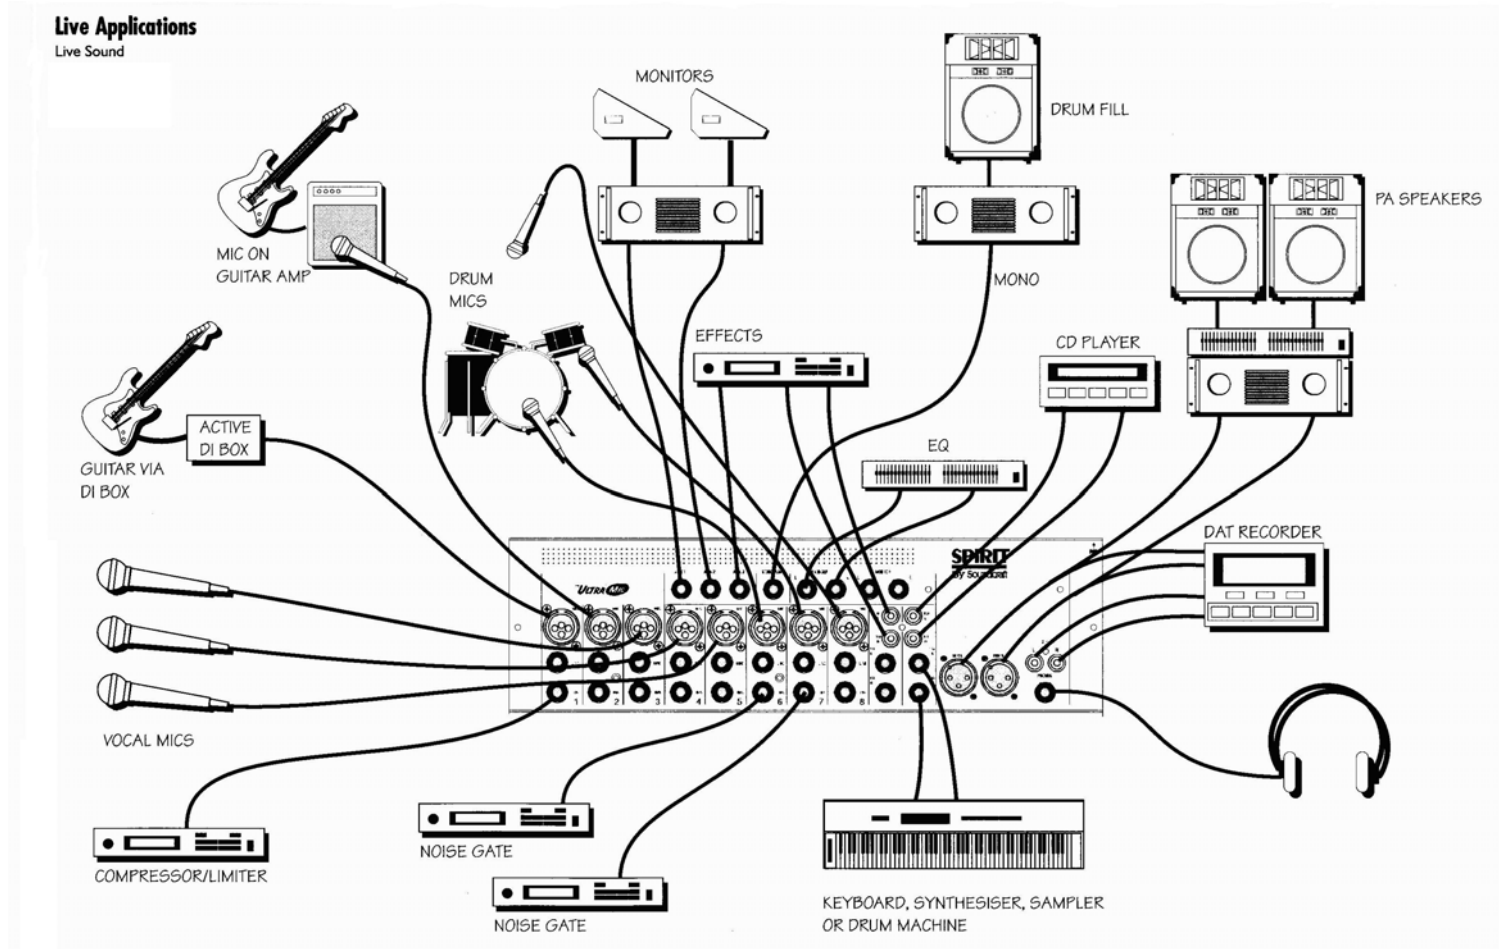 Live Applications
Live Sound
MONITORS
DRUM FILL
PA SPEAKERS
MIC ON
GUITAR AMP
DRUM
MICS
MONO
EFFECTS
CD PLAYER
ACTIVE
DI BOX
EQ
GUITAR VIA
DI BOX
DAT RECORDER
SPIRIT
By Soundcraft
ULTRA MIC
1 2 3 4 5 6 7 8
VOCAL MICS
COMPRESSOR/LIMITER
NOISE GATE
NOISE GATE
KEYBOARD, SYNTHESISER, SAMPLER
OR DRUM MACHINE